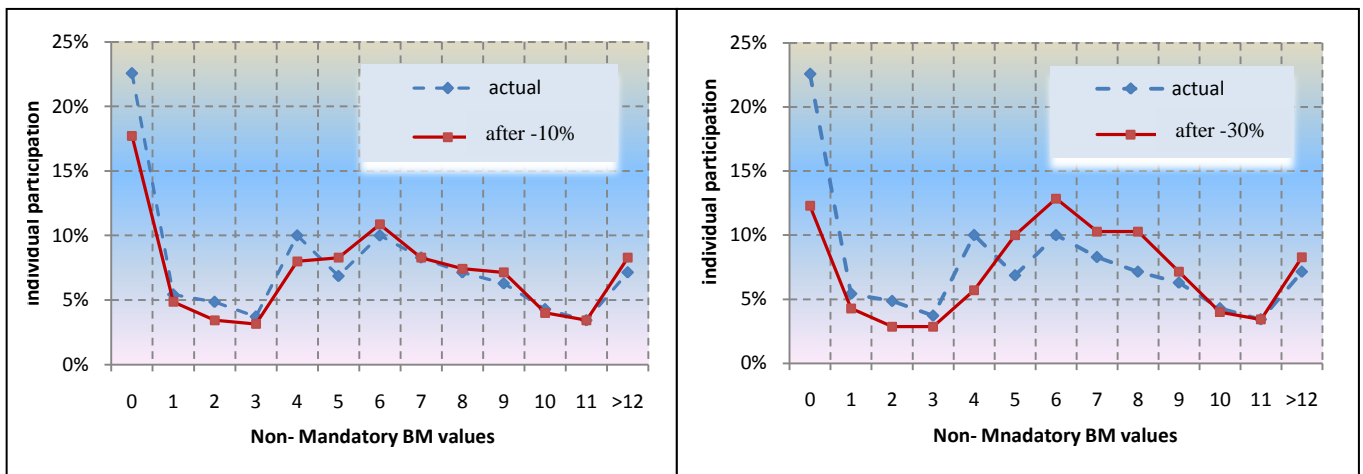 25%
20%
15%
10%
5%
0%
individual participation
actual
after -10%
0 1 2 3 4 5 6 7 8 9 10 11 >12
Non- Mandatory BM values
25%
20%
15%
10%
5%
0%
individual participation
actual
after -30%
0 1 2 3 4 5 6 7 8 9 10 11 >12
Non- Mnadatory BM values